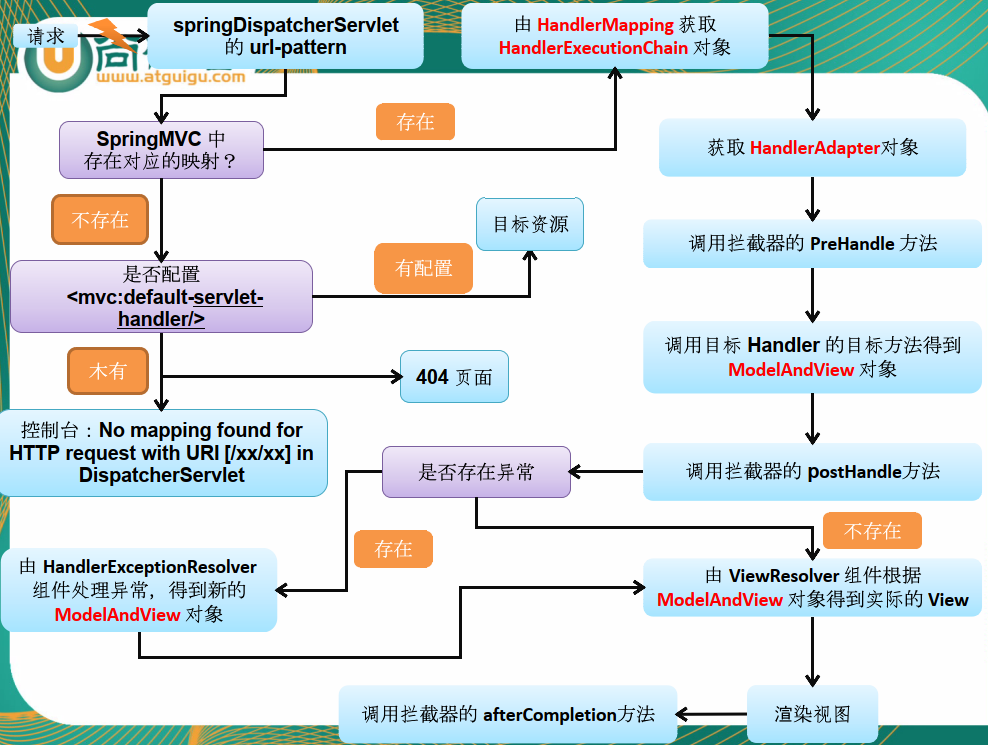 请求
springDispatcherServlet
的 url-pattern
由 HandlerMapping 获取
HandlerExecutionChain 对象
www.atguigu.com
SpringMVC 中
存在对应的映射？
存在
获取 HandlerAdapter对象
不存在
目标资源
调用拦截器的 PreHandle 方法
是否配置
<mvc:default-servlet-
handler/>
有配置
调用目标 Handler 的目标方法得到
ModelAndView 对象
木有
404 页面
控制台：No mapping found for
HTTP request with URI [/xx/xx] in
DispatcherServlet
是否存在异常
调用拦截器的 postHandle方法
存在
不存在
由 HandlerExceptionResolver
组件处理异常，得到新的
ModelAndView 对象
由 ViewResolver 组件根据
ModelAndView 对象得到实际的 View
调用拦截器的 afterCompletion方法
渲染视图